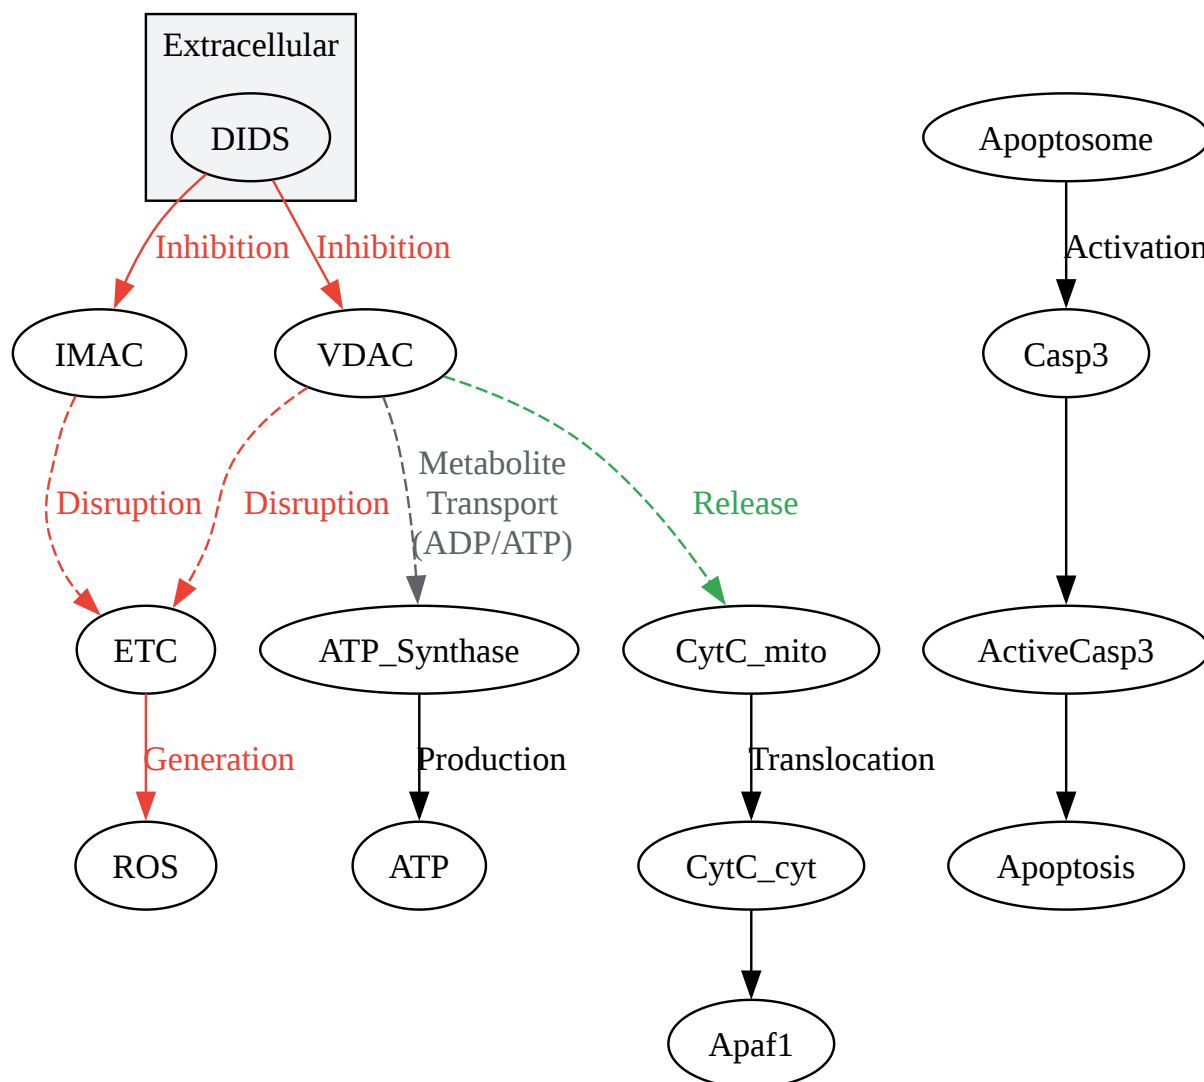 Extracellular
DIDS
Apoptosome
Inhibition
Inhibition
Activation
IMAC
VDAC
Casp3
Disruption
Disruption
Metabolite
Transport
(ADP/ATP)
Release
ETC
ATP_Synthase
CytC_mito
ActiveCasp3
Generation
Production
Translocation
ROS
ATP
CytC_cyt
Apoptosis
Apaf1